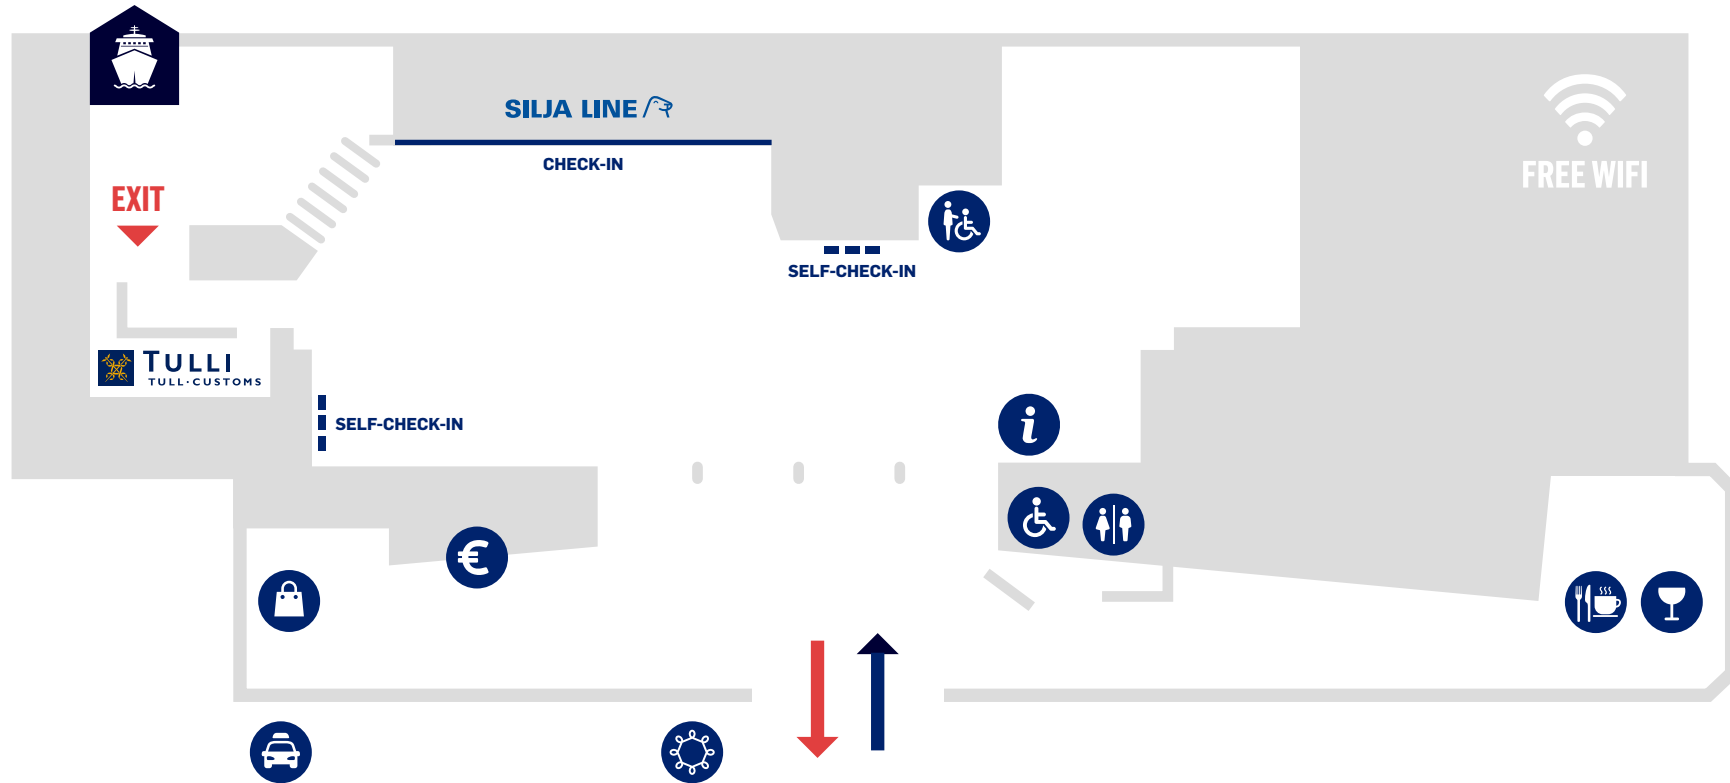 SILJA LINE
CHECK-IN
FREE WIFI
EXIT
SELF-CHECK-IN
TULLI
TULL·CUSTOMS
SELF-CHECK-IN
i
€